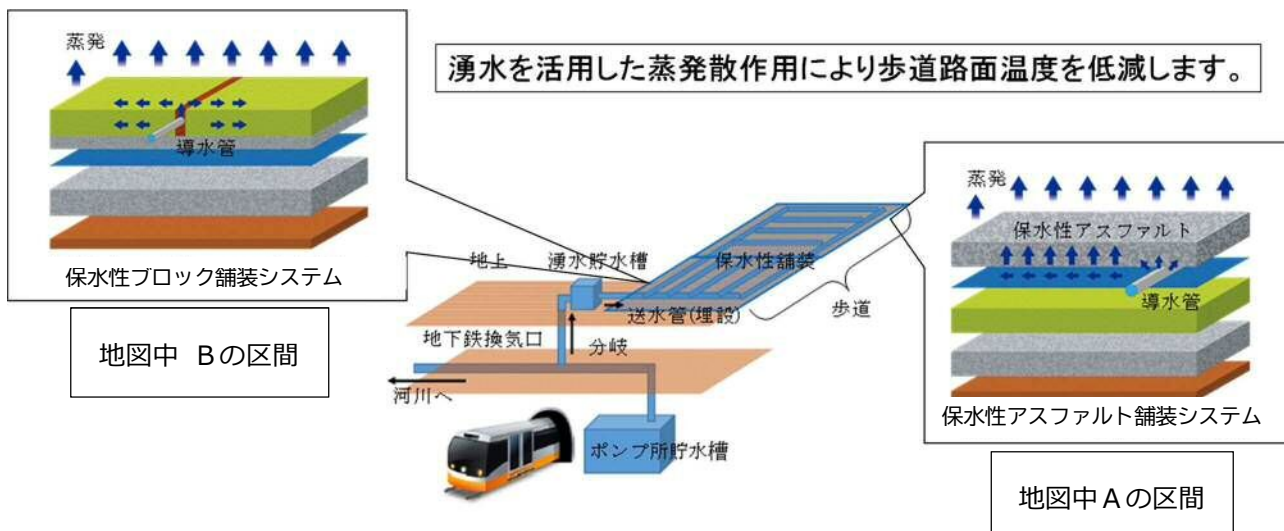 湧水を活用した蒸発散作用により歩道路面温度を低減します。
蒸発
導水管
保水性ブロック舗装システム
地図中 Bの区間
地上
湧水貯水槽
保水性舗装
送水管(埋設)
歩道
地下鉄換気口
分岐
河川へ
ポンプ所貯水槽
蒸発
保水性アスファルト
導水管
保水性アスファルト舗装システム
地図中Aの区間